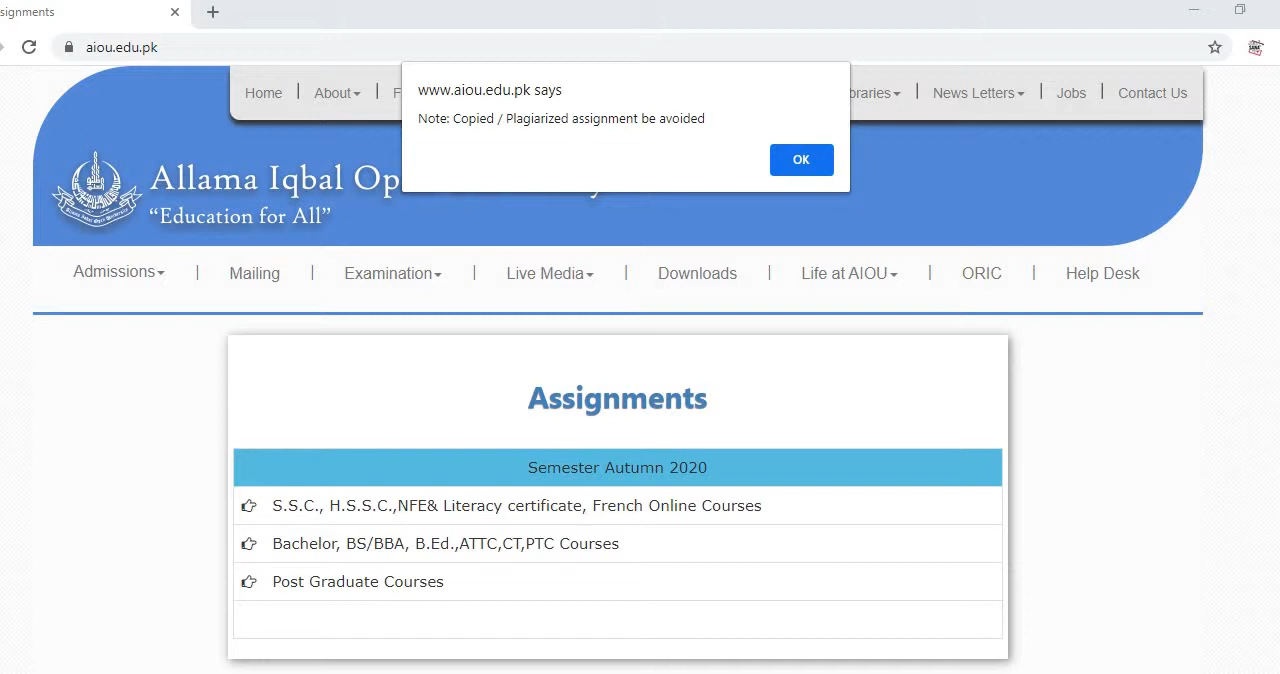 signments
aiou.edu.pk
www.aiou.edu.pk says
Note: Copied / Plagiarized assignment be avoided
OK
Home | About | F
braries | News Letters | Jobs | Contact Us
Allama Iqbal Op
“Education for All”
Admissions | Mailing | Examination | Live Media | Downloads | Life at AIOU | ORIC | Help Desk
Assignments
Semester Autumn 2020
S.S.C., H.S.S.C.,NFE& Literacy certificate, French Online Courses
Bachelor, BS/BBA, B.Ed.,ATTC,CT,PTC Courses
Post Graduate Courses